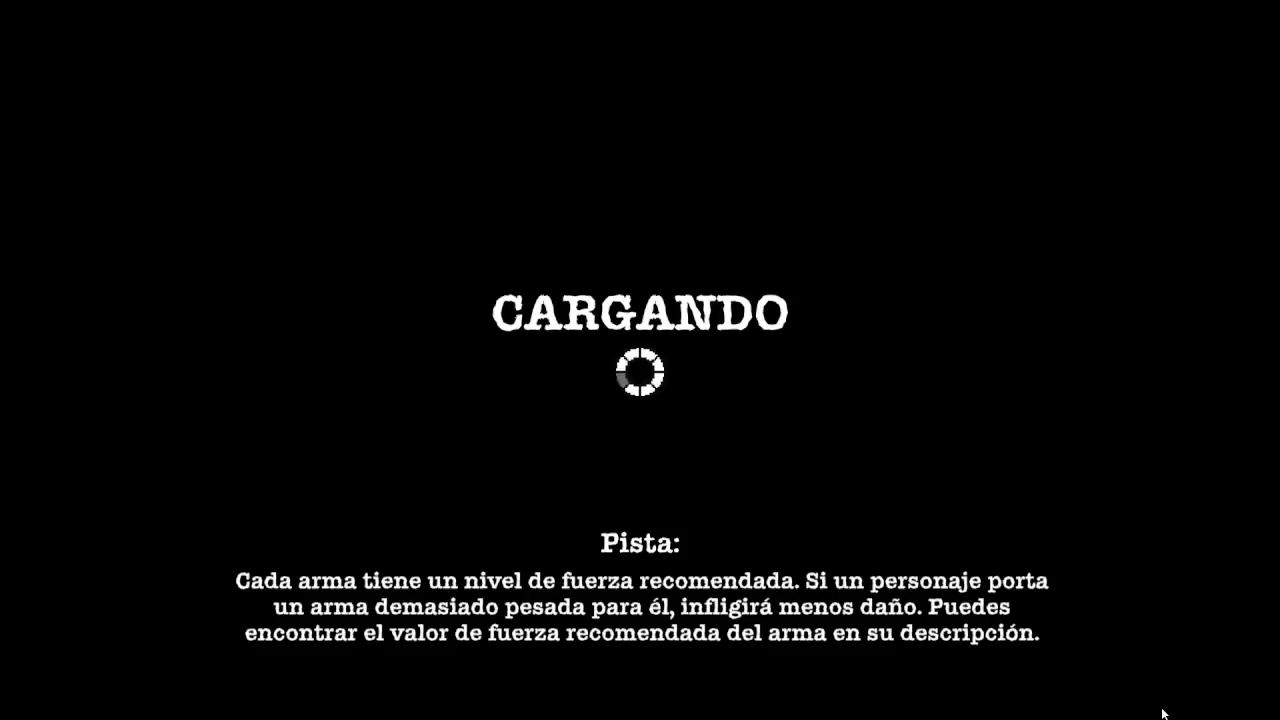 CARGANDO
Pista:
Cada arma tiene un nivel de fuerza recomendada. Si un personaje porta
un arma demasiado pesada para él, infligirá menos daño. Puedes
encontrar el valor de fuerza recomendada del arma en su descripción.